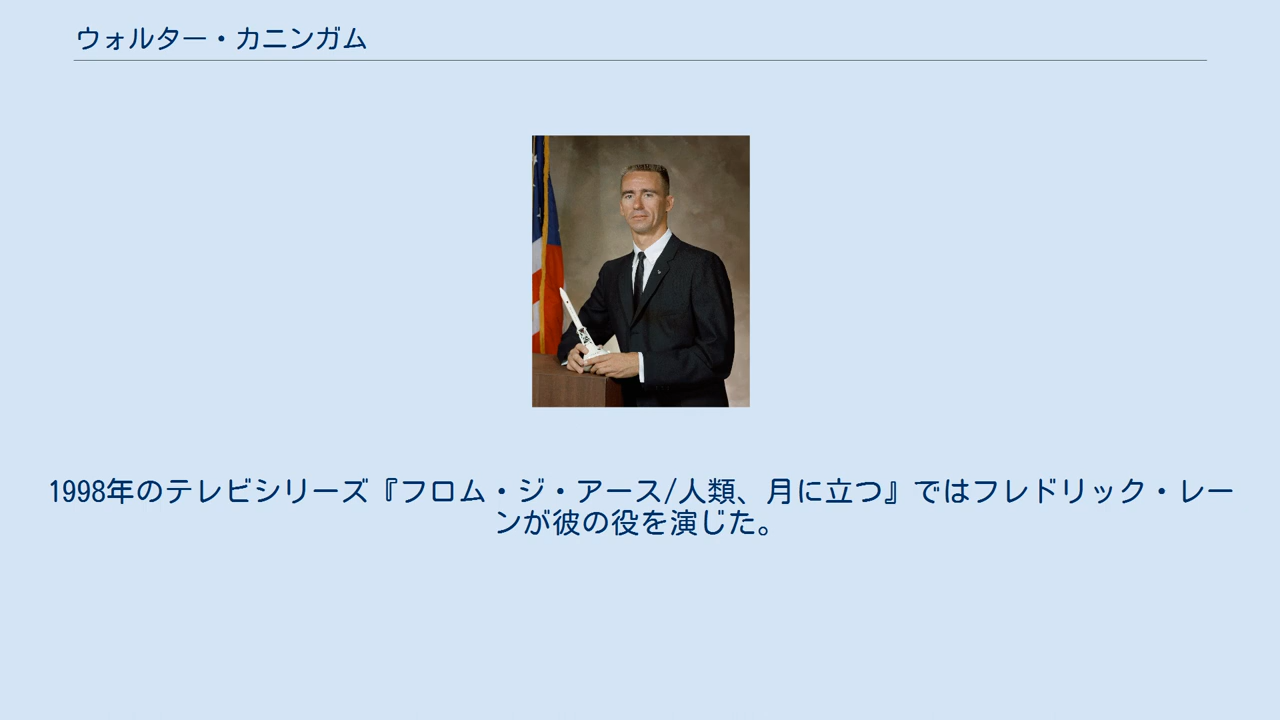 ウォルター・カニンガム
1998年のテレビシリーズ『フロム・ジ・アース/人類、月に立つ』ではフレドリック・レー
ンが彼の役を演じた。